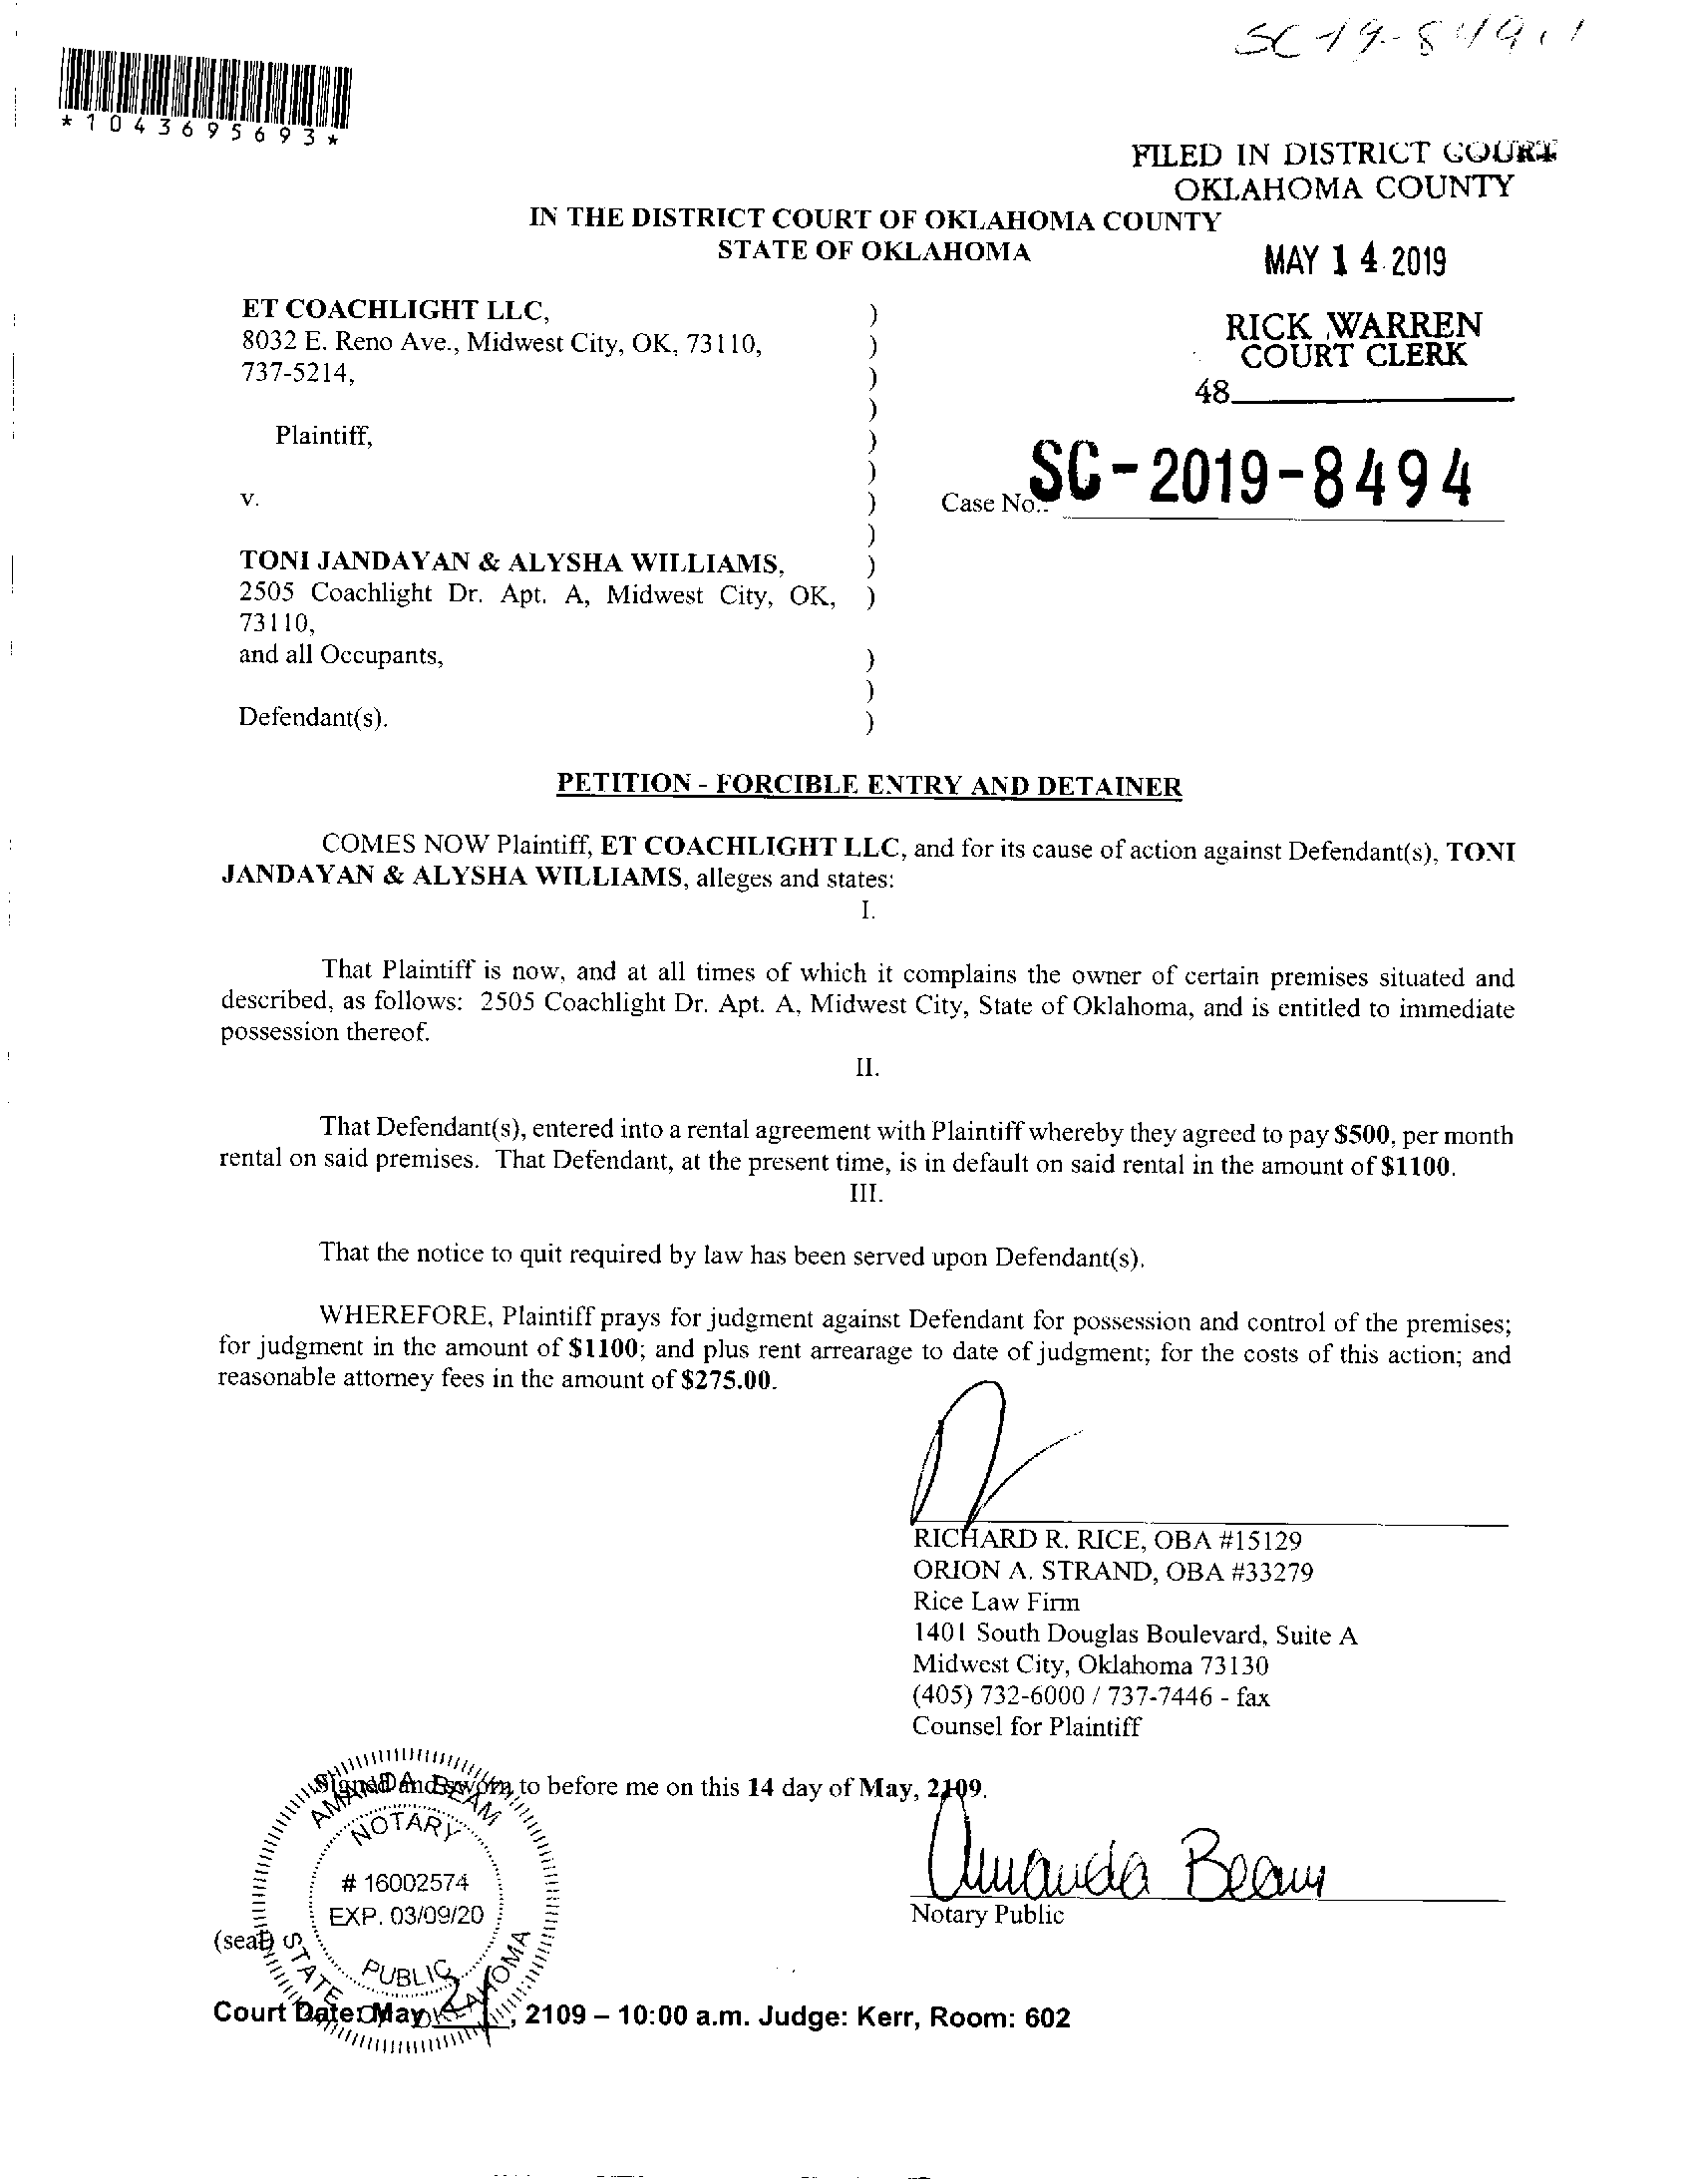 *1043695693*
FILED IN DISTRICT COURT
OKLAHOMA COUNTY
IN THE DISTRICT COURT OF OKLAHOMA COUNTY
STATE OF OKLAHOMA
MAY 14 2019
ET COACHLIGHT LLC, )
8032 E. Reno Ave., Midwest City, OK, 73110, )
737-5214, )
)
RICK WARREN
COURT CLERK
48
Plaintiff, )
)
v. ) Case No.: SC-2019-8494
)
TONI JANDAYAN & ALYSHA WILLIAMS, )
2505 Coachlight Dr. Apt. A, Midwest City, OK, )
73110,
and all Occupants, )
)
Defendant(s). )
PETITION - FORCIBLE ENTRY AND DETAINER
COMES NOW Plaintiff, ET COACHLIGHT LLC, and for its cause of action against Defendant(s), TONI
JANDAYAN & ALYSHA WILLIAMS, alleges and states:
I.
That Plaintiff is now, and at all times of which it complains the owner of certain premises situated and
described, as follows: 2505 Coachlight Dr. Apt. A, Midwest City, State of Oklahoma, and is entitled to immediate
possession thereof.
II.
That Defendant(s), entered into a rental agreement with Plaintiff whereby they agreed to pay $500, per month
rental on said premises. That Defendant, at the present time, is in default on said rental in the amount of $1100.
III.
That the notice to quit required by law has been served upon Defendant(s).
WHEREFORE, Plaintiff prays for judgment against Defendant for possession and control of the premises;
for judgment in the amount of $1100; and plus rent arrearage to date of judgment; for the costs of this action; and
reasonable attorney fees in the amount of $275.00.
RICHARD R. RICE, OBA #15129
ORION A. STRAND, OBA #33279
Rice Law Firm
1401 South Douglas Boulevard, Suite A
Midwest City, Oklahoma 73130
(405) 732-6000 / 737-7446 - fax
Counsel for Plaintiff
Signed and sworn to before me on this 14 day of May, 2109.
Amanda Beam
Notary Public
AMANDA BEAM
NOTARY
# 16002574
EXP. 03/09/20
PUBLIC
STATE OF OKLAHOMA
(seal)
Court Date: May , 2109 – 10:00 a.m. Judge: Kerr, Room: 602